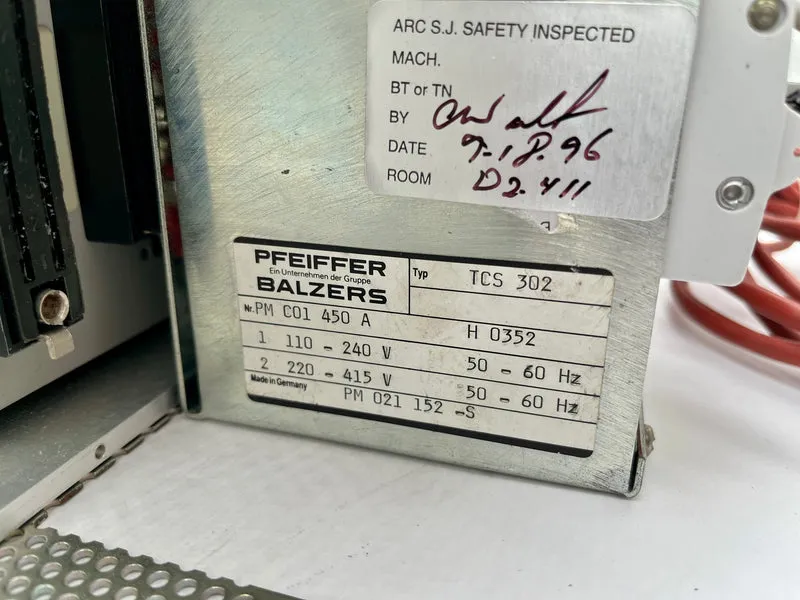 ARC S.J. SAFETY INSPECTED
MACH.
BT or TN
BY
DATE 9-18-96
ROOM D2-411
PFEIFFER
Ein Unternehmen der Gruppe
BALZERS
Typ TCS 302
Nr. PM C01 450 A H 0352
1 110 - 240 V 50 - 60 Hz
2 220 - 415 V 50 - 60 Hz
Made in Germany PM 021 152 -S